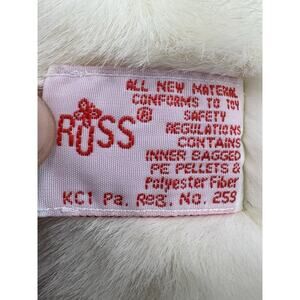 RUSS®
ALL NEW MATERIAL
CONFORMS TO TOY
SAFETY
REGULATIONS
CONTAINS
INNER BAGGED
PE PELLETS &
Polyester Fiber
KC1 Pa. Reg. No. 259